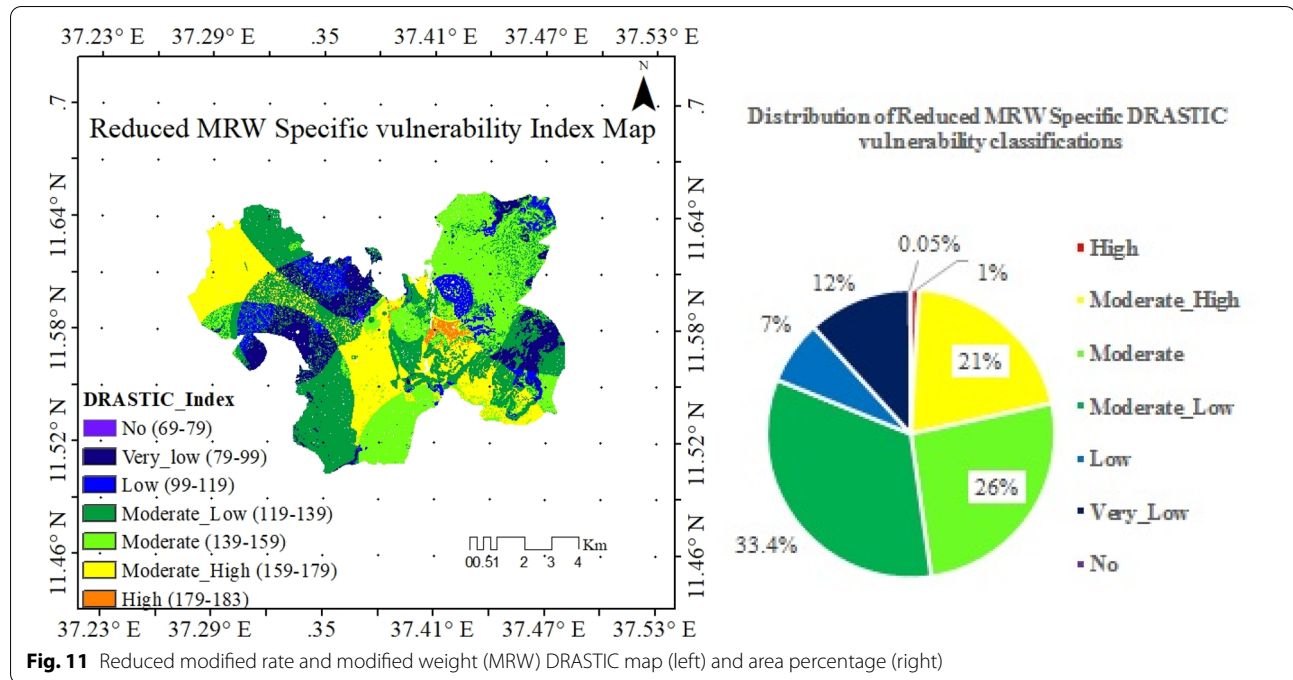 37.23° E 37.29° E .35 37.41° E 37.47° E 37.53° E
N
.7
.7
Reduced MRW Specific vulnerability Index Map
11.64° N
11.64° N
11.58° N
11.58° N
11.52° N
11.52° N
11.46° N
11.46° N
DRASTIC_Index
No (69-79)
Very_low (79-99)
Low (99-119)
Moderate_Low (119-139)
Moderate (139-159)
Moderate_High (159-179)
High (179-183)
Km
00.51 2 3 4
37.23° E 37.29° E .35 37.41° E 37.47° E 37.53° E
Distribution of Reduced MRW Specific DRASTIC
vulnerability classifications
0.05%
1%
12%
7%
21%
26%
33.4%
High
Moderate_High
Moderate
Moderate_Low
Low
Very_Low
No
Fig. 11 Reduced modified rate and modified weight (MRW) DRASTIC map (left) and area percentage (right)